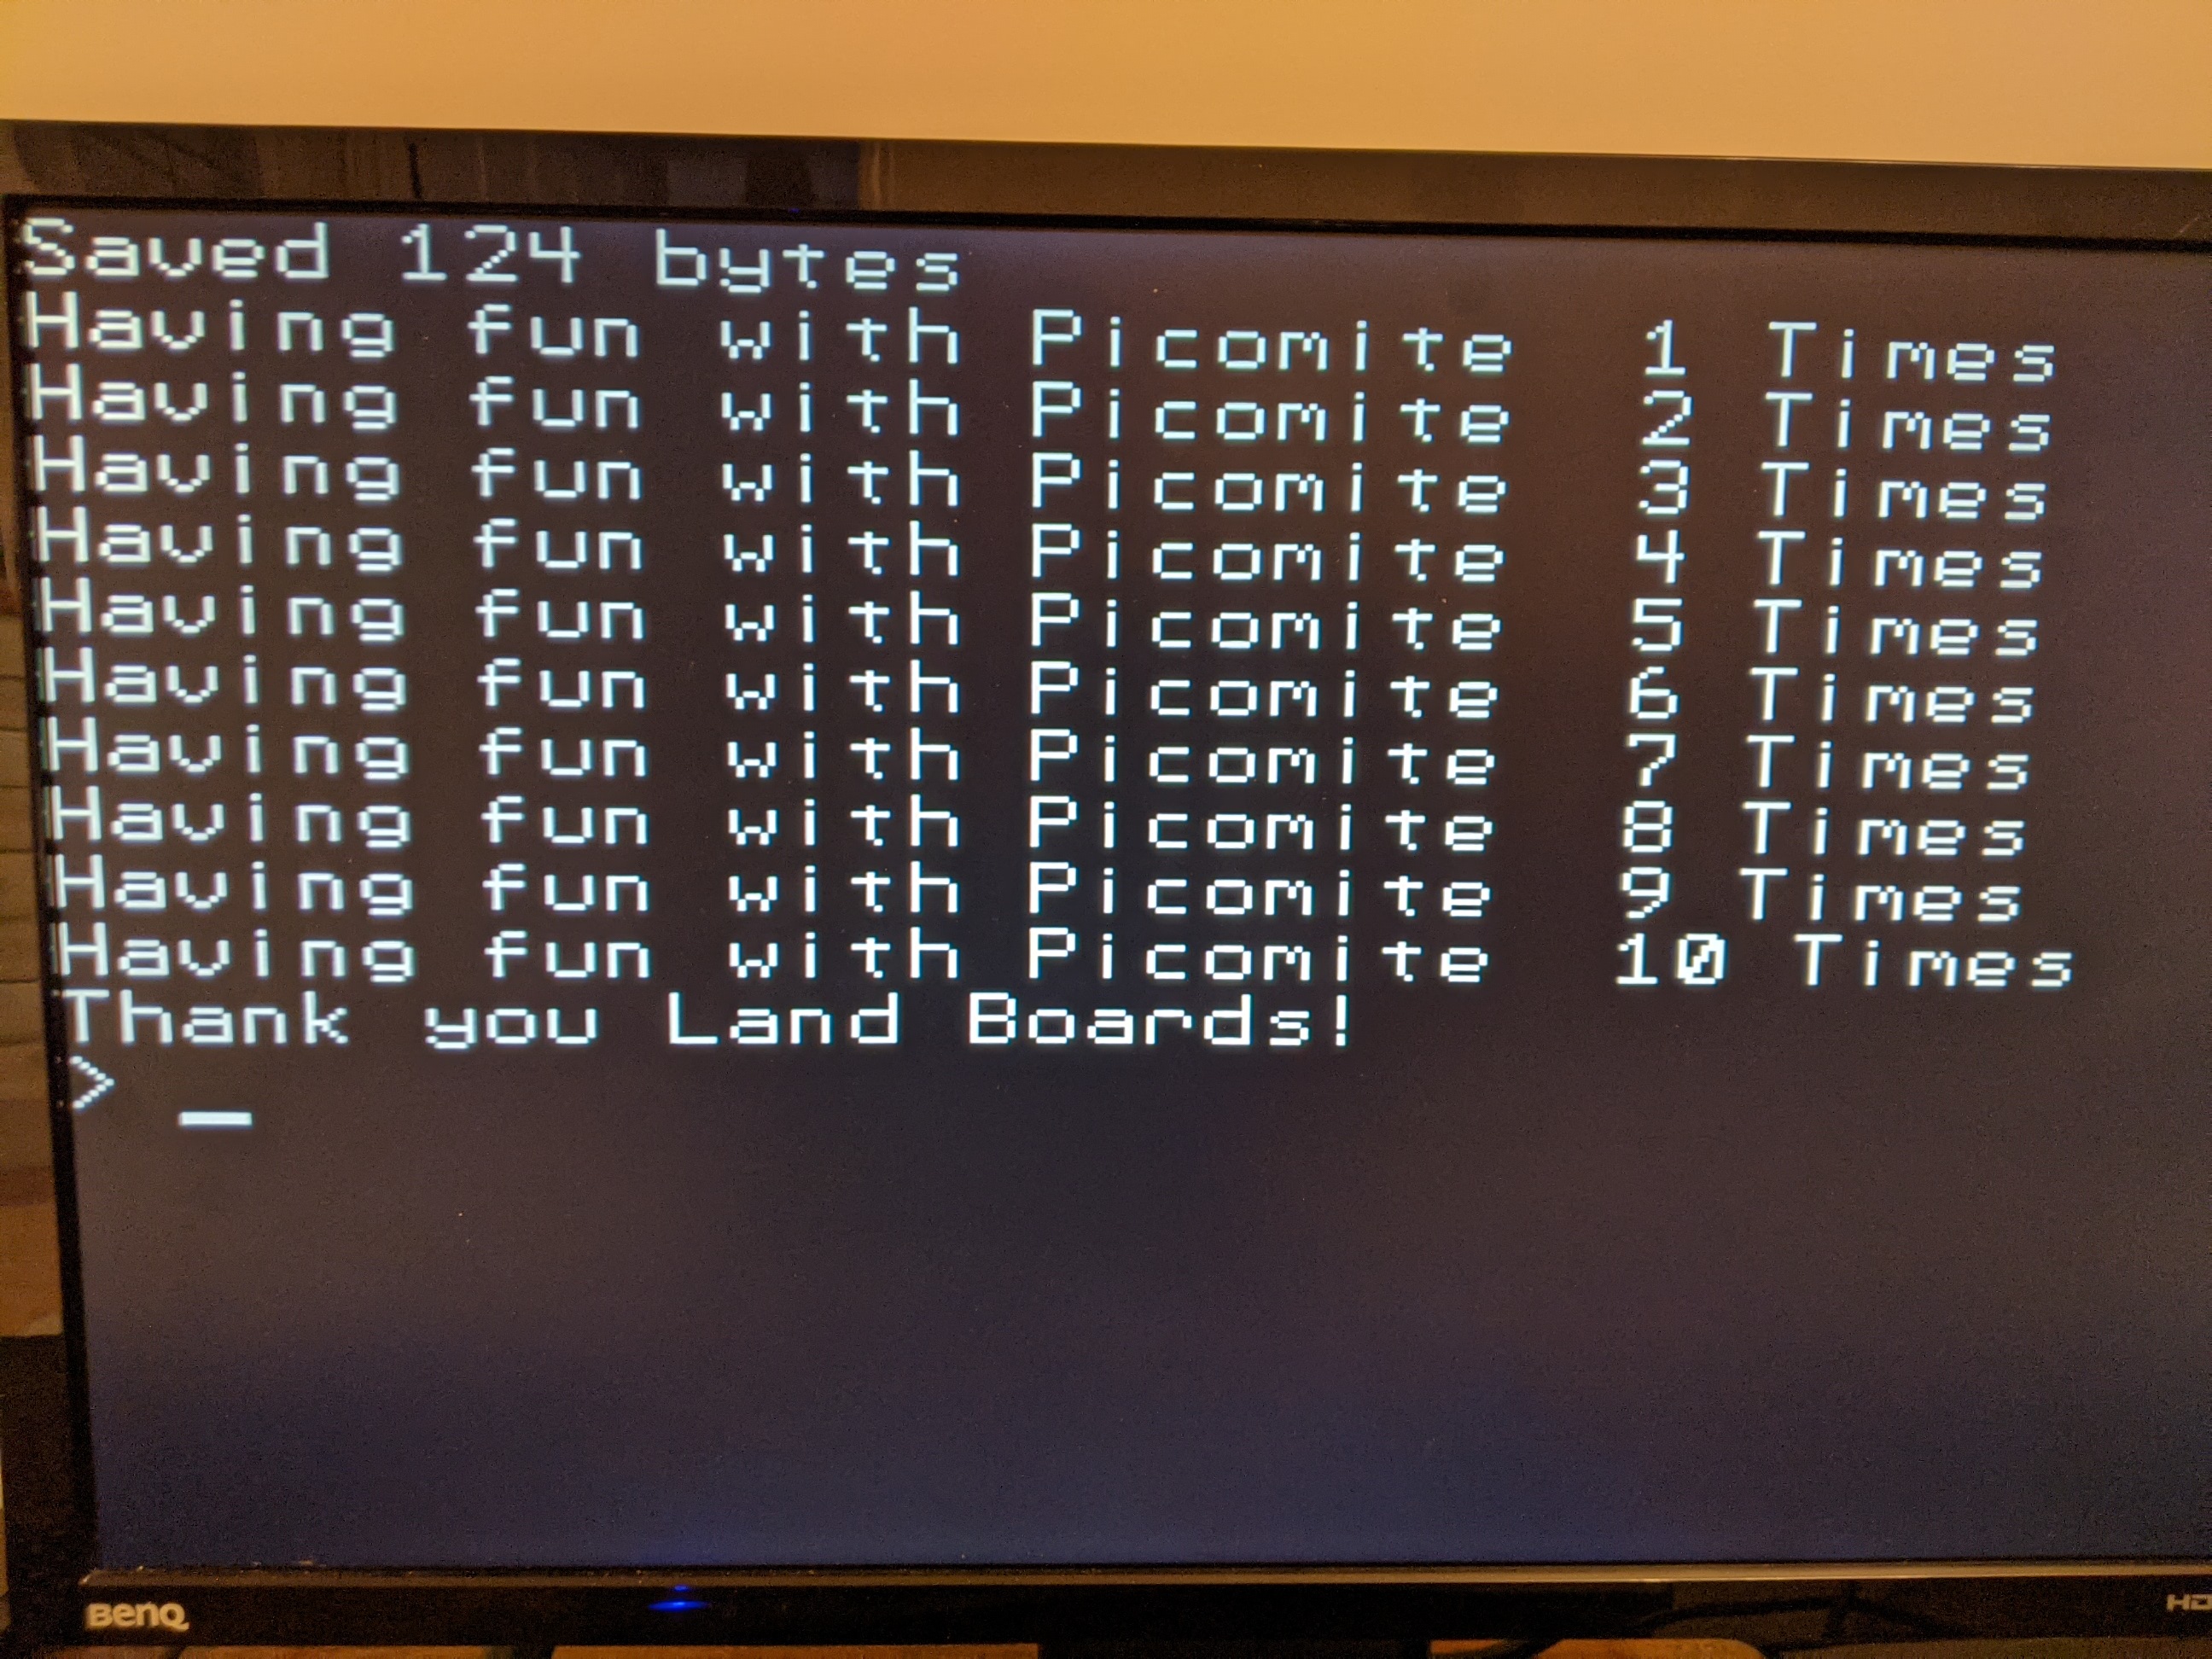 Saved 124 bytes
Having fun with Picomite  1 Times
Having fun with Picomite  2 Times
Having fun with Picomite  3 Times
Having fun with Picomite  4 Times
Having fun with Picomite  5 Times
Having fun with Picomite  6 Times
Having fun with Picomite  7 Times
Having fun with Picomite  8 Times
Having fun with Picomite  9 Times
Having fun with Picomite  10 Times
Thank you Land Boards!
> _
BenQ